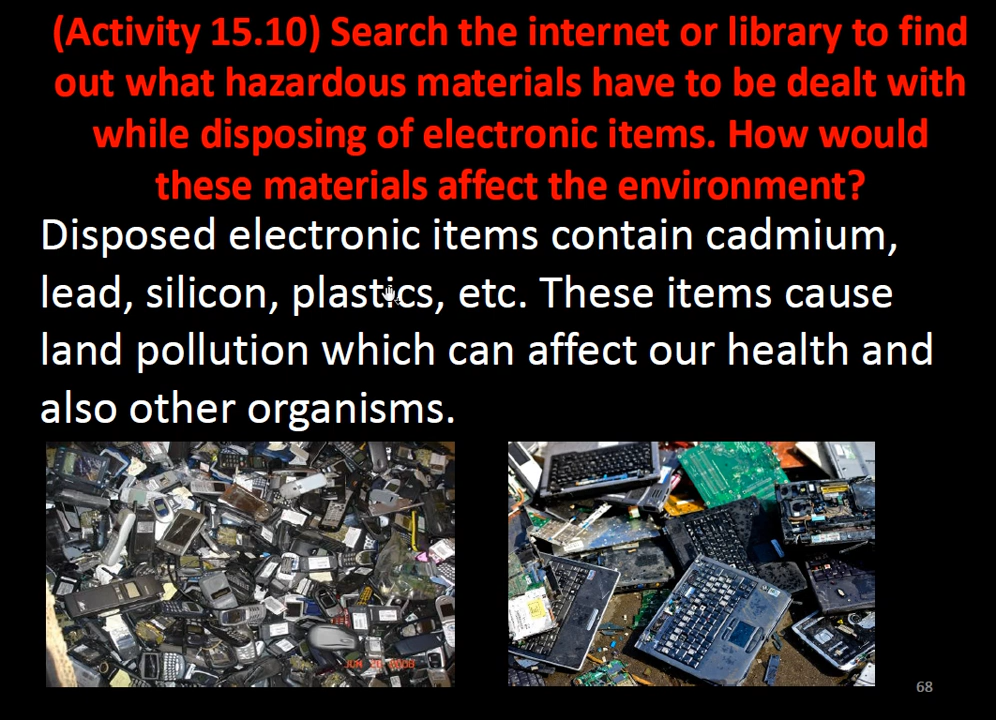 (Activity 15.10) Search the internet or library to find
out what hazardous materials have to be dealt with
while disposing of electronic items. How would
these materials affect the environment?
Disposed electronic items contain cadmium,
lead, silicon, plastics, etc. These items cause
land pollution which can affect our health and
also other organisms.
68